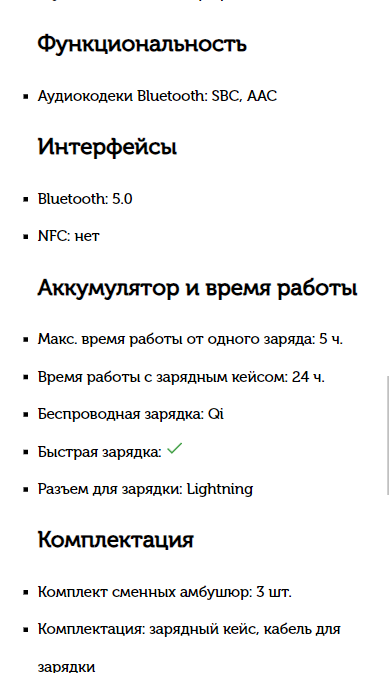 Функциональность
Аудиокодеки Bluetooth: SBC, AAC
Интерфейсы
Bluetooth: 5.0
NFC: нет
Аккумулятор и время работы
Макс. время работы от одного заряда: 5 ч.
Время работы с зарядным кейсом: 24 ч.
Беспроводная зарядка: Qi
Быстрая зарядка: ✓
Разъем для зарядки: Lightning
Комплектация
Комплект сменных амбушюр: 3 шт.
Комплектация: зарядный кейс, кабель для
зарядки